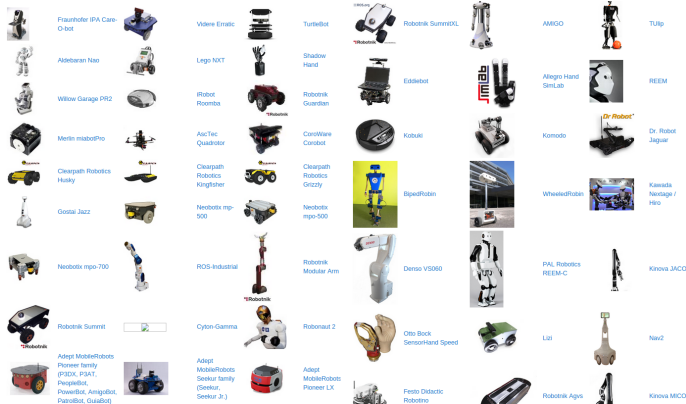 Fraunhofer IPA Care-
O-bot
Videre Erratic
TurtleBot
Robotnik SummitXL
AMIGO
TUlip
Aldebaran Nao
Lego NXT
Shadow
Hand
Eddiebot
SimLab
Allegro Hand
SimLab
REEM
Willow Garage PR2
iRobot
Roomba
Robotnik
Guardian
Robotnik
Merlin miabotPro
AscTec
Quadrotor
CoroWare
Corobot
Kobuki
Komodo
Dr Robot
Dr. Robot
Jaguar
Clearpath Robotics
Husky
Clearpath
Robotics
Kingfisher
Clearpath
Robotics
Grizzly
BipedRobin
WheeledRobin
Kawada
Nextage /
Hiro
Gostai Jazz
Neobotix mp-
500
Neobotix
mpo-500
Neobotix mpo-700
ROS-Industrial
Robotnik
Modular Arm
Robotnik
Denso VS060
PAL Robotics
REEM-C
Kinova JACO
Robotnik Summit
Robotnik
Cyton-Gamma
Robonaut 2
Otto Bock
SensorHand Speed
Lizi
Nav2
Adept MobileRobots
Pioneer family
(P3DX, P3AT,
PeopleBot,
PowerBot, AmigoBot,
PatrolBot, GuiaBot)
Adept
MobileRobots
Seekur family
(Seekur,
Seekur Jr.)
Adept
MobileRobots
Pioneer LX
Festo Didactic
Robotino
Robotnik Agvs
Kinova MICO